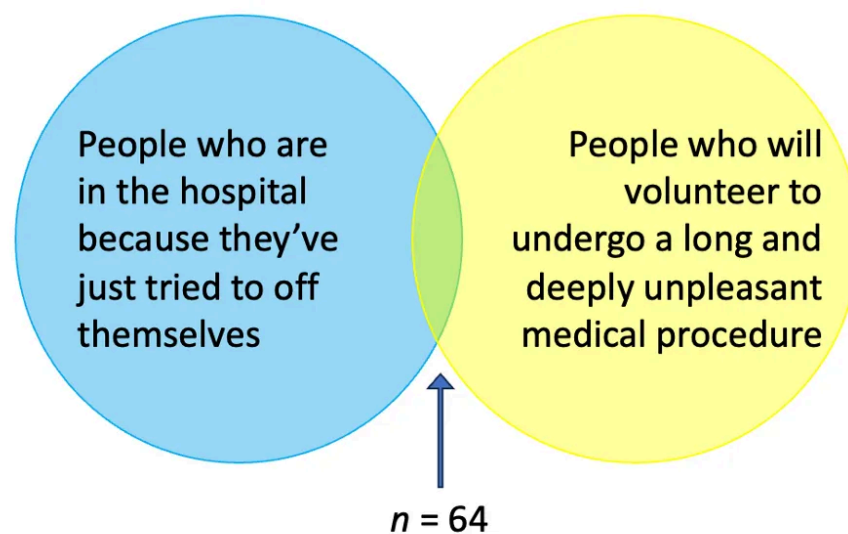 People who are
in the hospital
because they’ve
just tried to off
themselves
People who will
volunteer to
undergo a long and
deeply unpleasant
medical procedure
n = 64